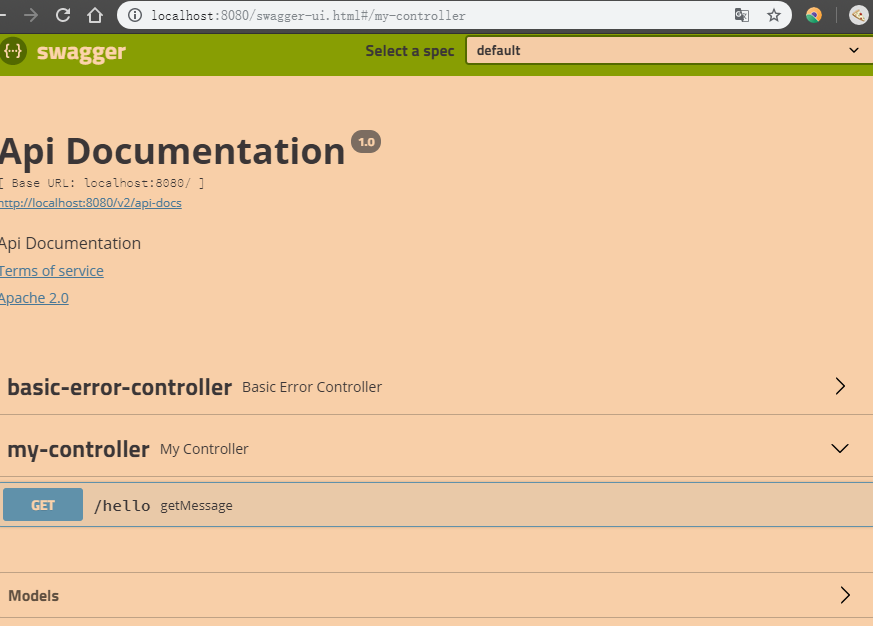 localhost:8080/swagger-ui.html#/my-controller
{··} swagger Select a spec default
Api Documentation 1.0
[ Base URL: localhost:8080/ ]
http://localhost:8080/v2/api-docs
Api Documentation
Terms of service
Apache 2.0
basic-error-controller Basic Error Controller
my-controller My Controller
GET /hello getMessage
Models